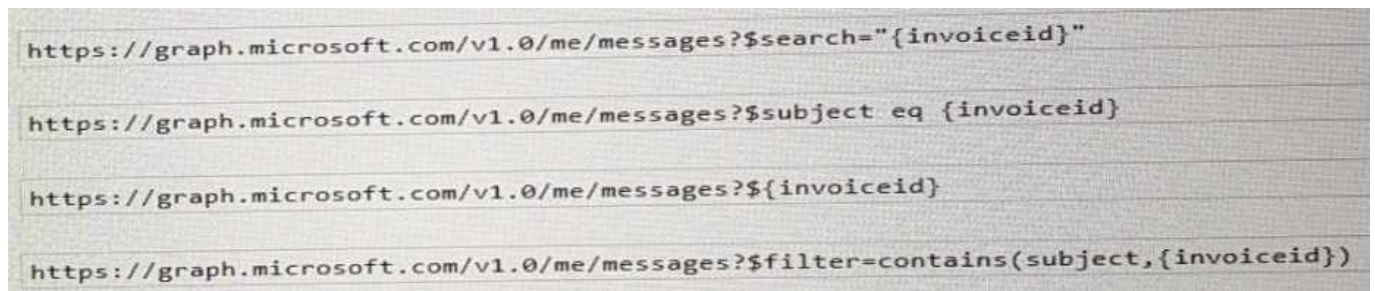 https://graph.microsoft.com/v1.0/me/messages?$search="{invoiceid}"
https://graph.microsoft.com/v1.0/me/messages?$subject eq {invoiceid}
https://graph.microsoft.com/v1.0/me/messages?${invoiceid}
https://graph.microsoft.com/v1.0/me/messages?$filter=contains(subject,{invoiceid})